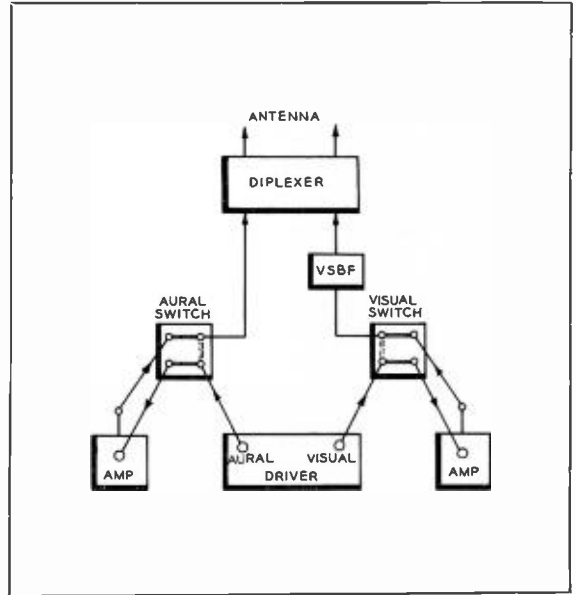 ANTENNA
DIPLEXER
VSBF
AURAL
SWITCH
VISUAL
SWITCH
AMP
AURAL
VISUAL
DRIVER
AMP